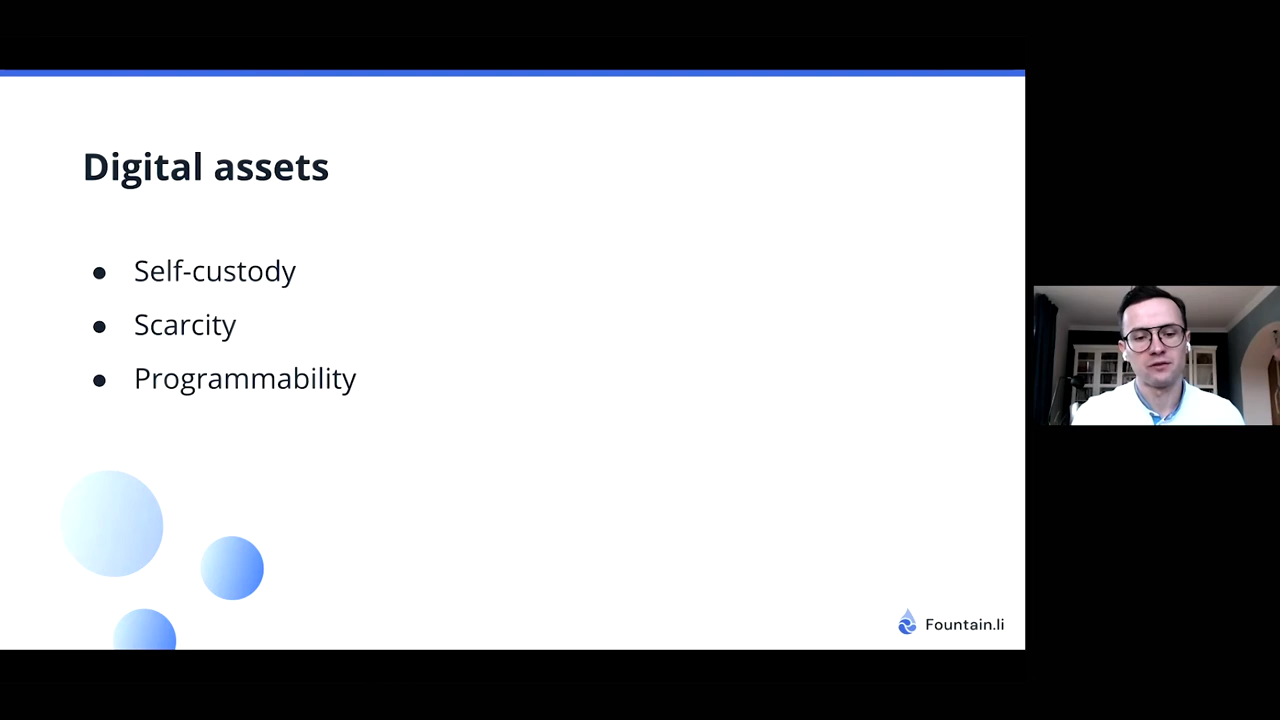 Digital assets
● Self-custody
● Scarcity
● Programmability
Fountain.li